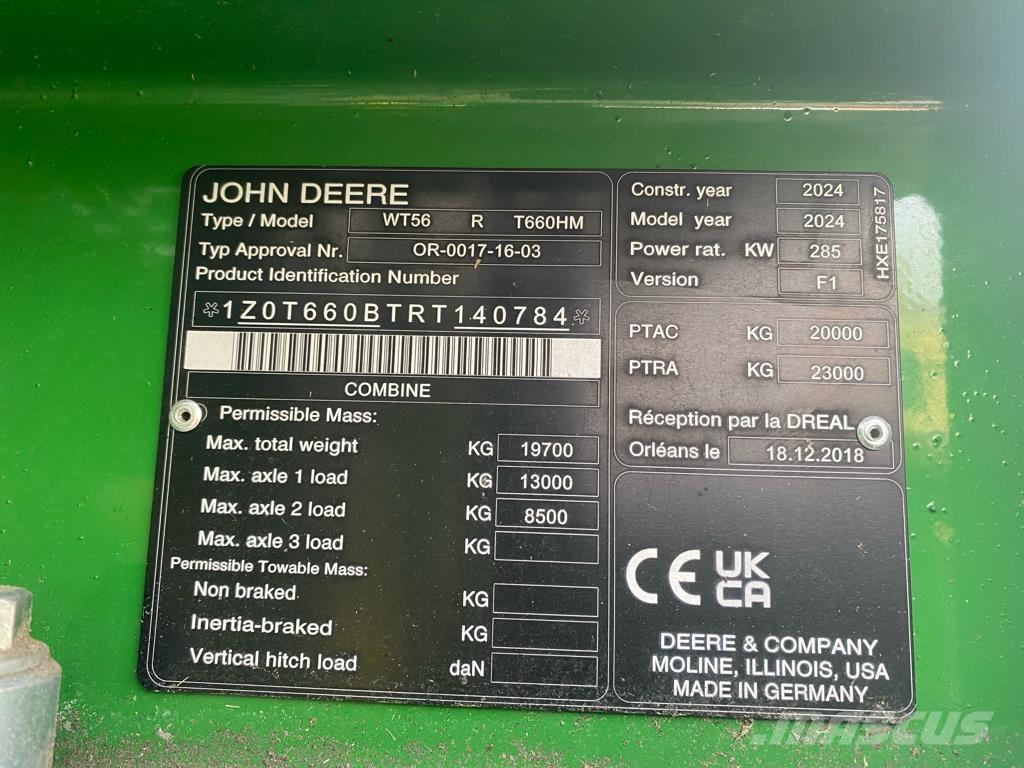 JOHN DEERE
Type / Model WT56 R T660HM
Typ Approval Nr. OR-0017-16-03
Product Identification Number
*1Z0T660BTRT140784*
COMBINE
Permissible Mass:
Max. total weight KG 19700
Max. axle 1 load KG 13000
Max. axle 2 load KG 8500
Max. axle 3 load KG
Permissible Towable Mass:
Non braked KG
Inertia-braked KG
Vertical hitch load daN
Constr. year 2024
Model year 2024
Power rat. KW 285
Version F1
HXE175817
PTAC KG 20000
PTRA KG 23000
Réception par la DREAL
Orléans le 18.12.2018
CE UK
CA
DEERE & COMPANY
MOLINE, ILLINOIS, USA
MADE IN GERMANY
MASCUS